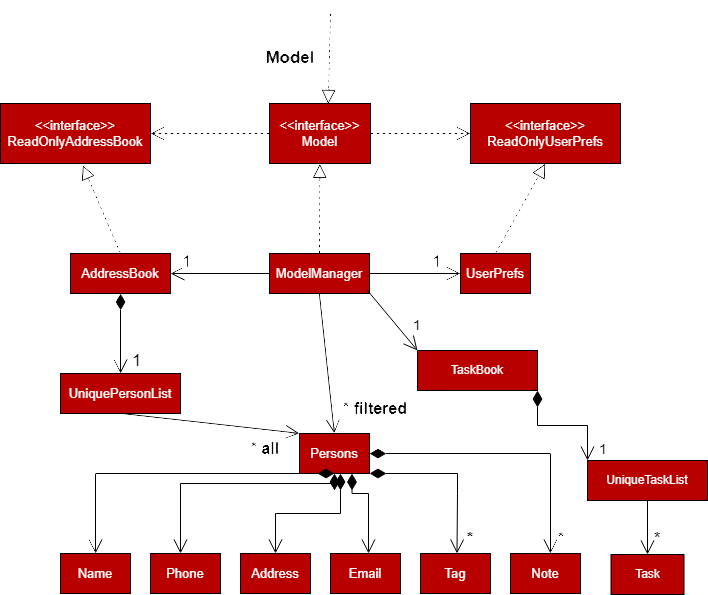 Model
<<interface>>
ReadOnlyAddressBook
<<interface>>
Model
<<interface>>
ReadOnlyUserPrefs
AddressBook
1
ModelManager
1
UserPrefs
1
1
TaskBook
UniquePersonList
* filtered
* all
Persons
1
UniqueTaskList
*
*
*
Name
Phone
Address
Email
Tag
Note
Task